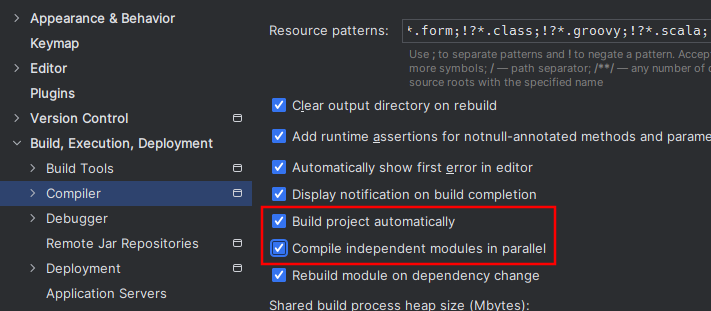 Appearance & Behavior
Keymap
Editor
Plugins
Version Control
Build, Execution, Deployment
Build Tools
Compiler
Debugger
Remote Jar Repositories
Deployment
Application Servers
Resource patterns: *.form;!?*.class;!?*.groovy;!?*.scala;
Use ; to separate patterns and ! to negate a pattern. Accep
more symbols; / — path separator; /**/ — any number of
source roots with the specified name
Clear output directory on rebuild
Add runtime assertions for notnull-annotated methods and parame
Automatically show first error in editor
Display notification on build completion
Build project automatically
Compile independent modules in parallel
Rebuild module on dependency change
Shared build process heap size (Mbytes):